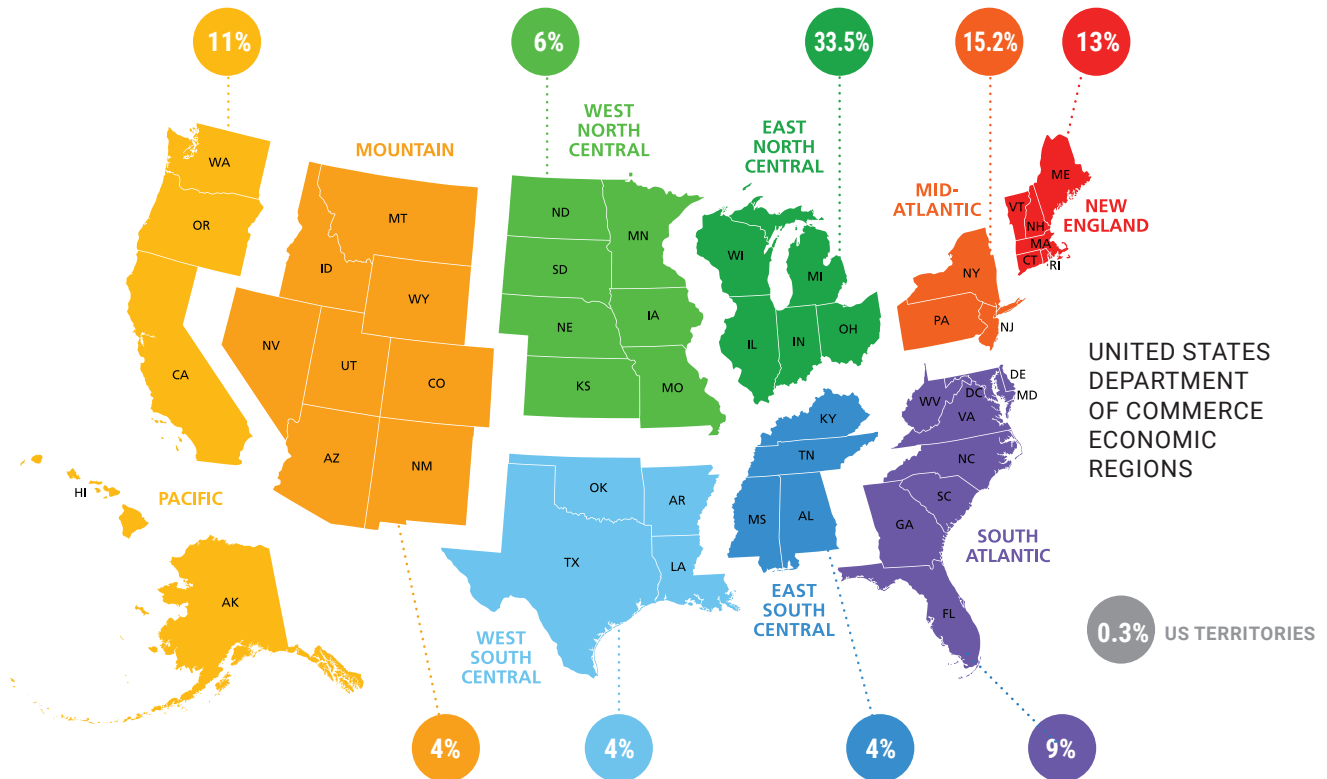 11%
6%
33.5%
15.2%
13%
WEST
NORTH
CENTRAL
EAST
NORTH
CENTRAL
MOUNTAIN
MID-
ATLANTIC
NEW
ENGLAND
WA
OR
CA
HI
PACIFIC
AK
MT
ID
WY
NV
UT
CO
AZ
NM
ND
MN
SD
IA
NE
KS
MO
WI
MI
IL
IN
OH
NY
PA
NJ
ME
VT
NH
MA
CT
RI
UNITED STATES
DEPARTMENT
OF COMMERCE
ECONOMIC
REGIONS
OK
AR
TX
LA
WEST
SOUTH
CENTRAL
KY
TN
MS
AL
EAST
SOUTH
CENTRAL
DE
MD
DC
WV
VA
NC
SC
GA
FL
SOUTH
ATLANTIC
0.3% US TERRITORIES
4%
4%
4%
9%